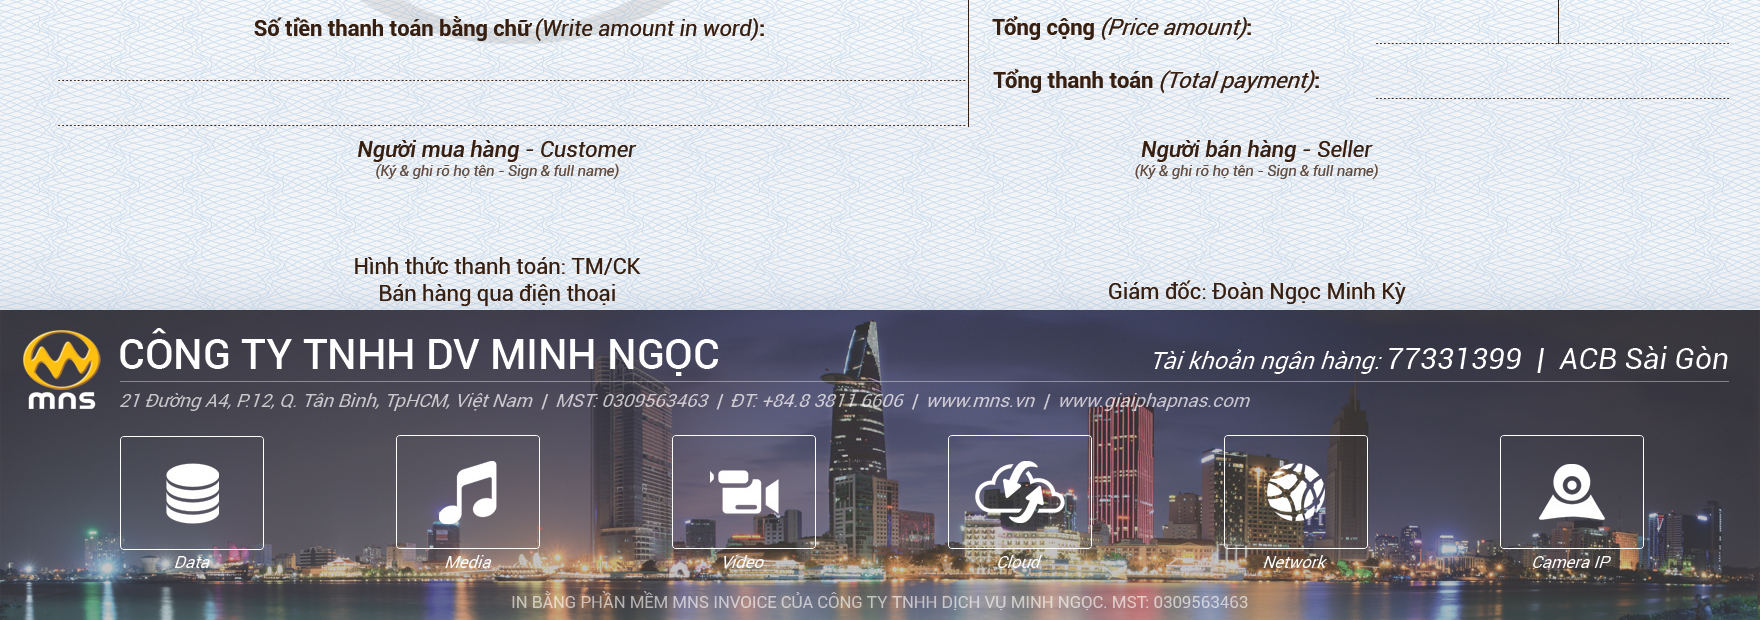 Số tiền thanh toán bằng chữ (Write amount in word):
Tổng cộng (Price amount):
Tổng thanh toán (Total payment):
Người mua hàng - Customer
(Ký & ghi rõ họ tên - Sign & full name)
Người bán hàng - Seller
(Ký & ghi rõ họ tên - Sign & full name)
Hình thức thanh toán: TM/CK
Bán hàng qua điện thoại
Giám đốc: Đoàn Ngọc Minh Kỳ
mns
CÔNG TY TNHH DV MINH NGỌC
Tài khoản ngân hàng: 77331399 | ACB Sài Gòn
21 Đường A4, P.12, Q. Tân Bình, TpHCM, Việt Nam | MST: 0309563463 | ĐT: +84.8 3811 6606 | www.mns.vn | www.giaiphapnas.com
Data
Media
Video
Cloud
Network
Camera IP
IN BẰNG PHẦN MỀM MNS INVOICE CỦA CÔNG TY TNHH DỊCH VỤ MINH NGỌC. MST: 0309563463